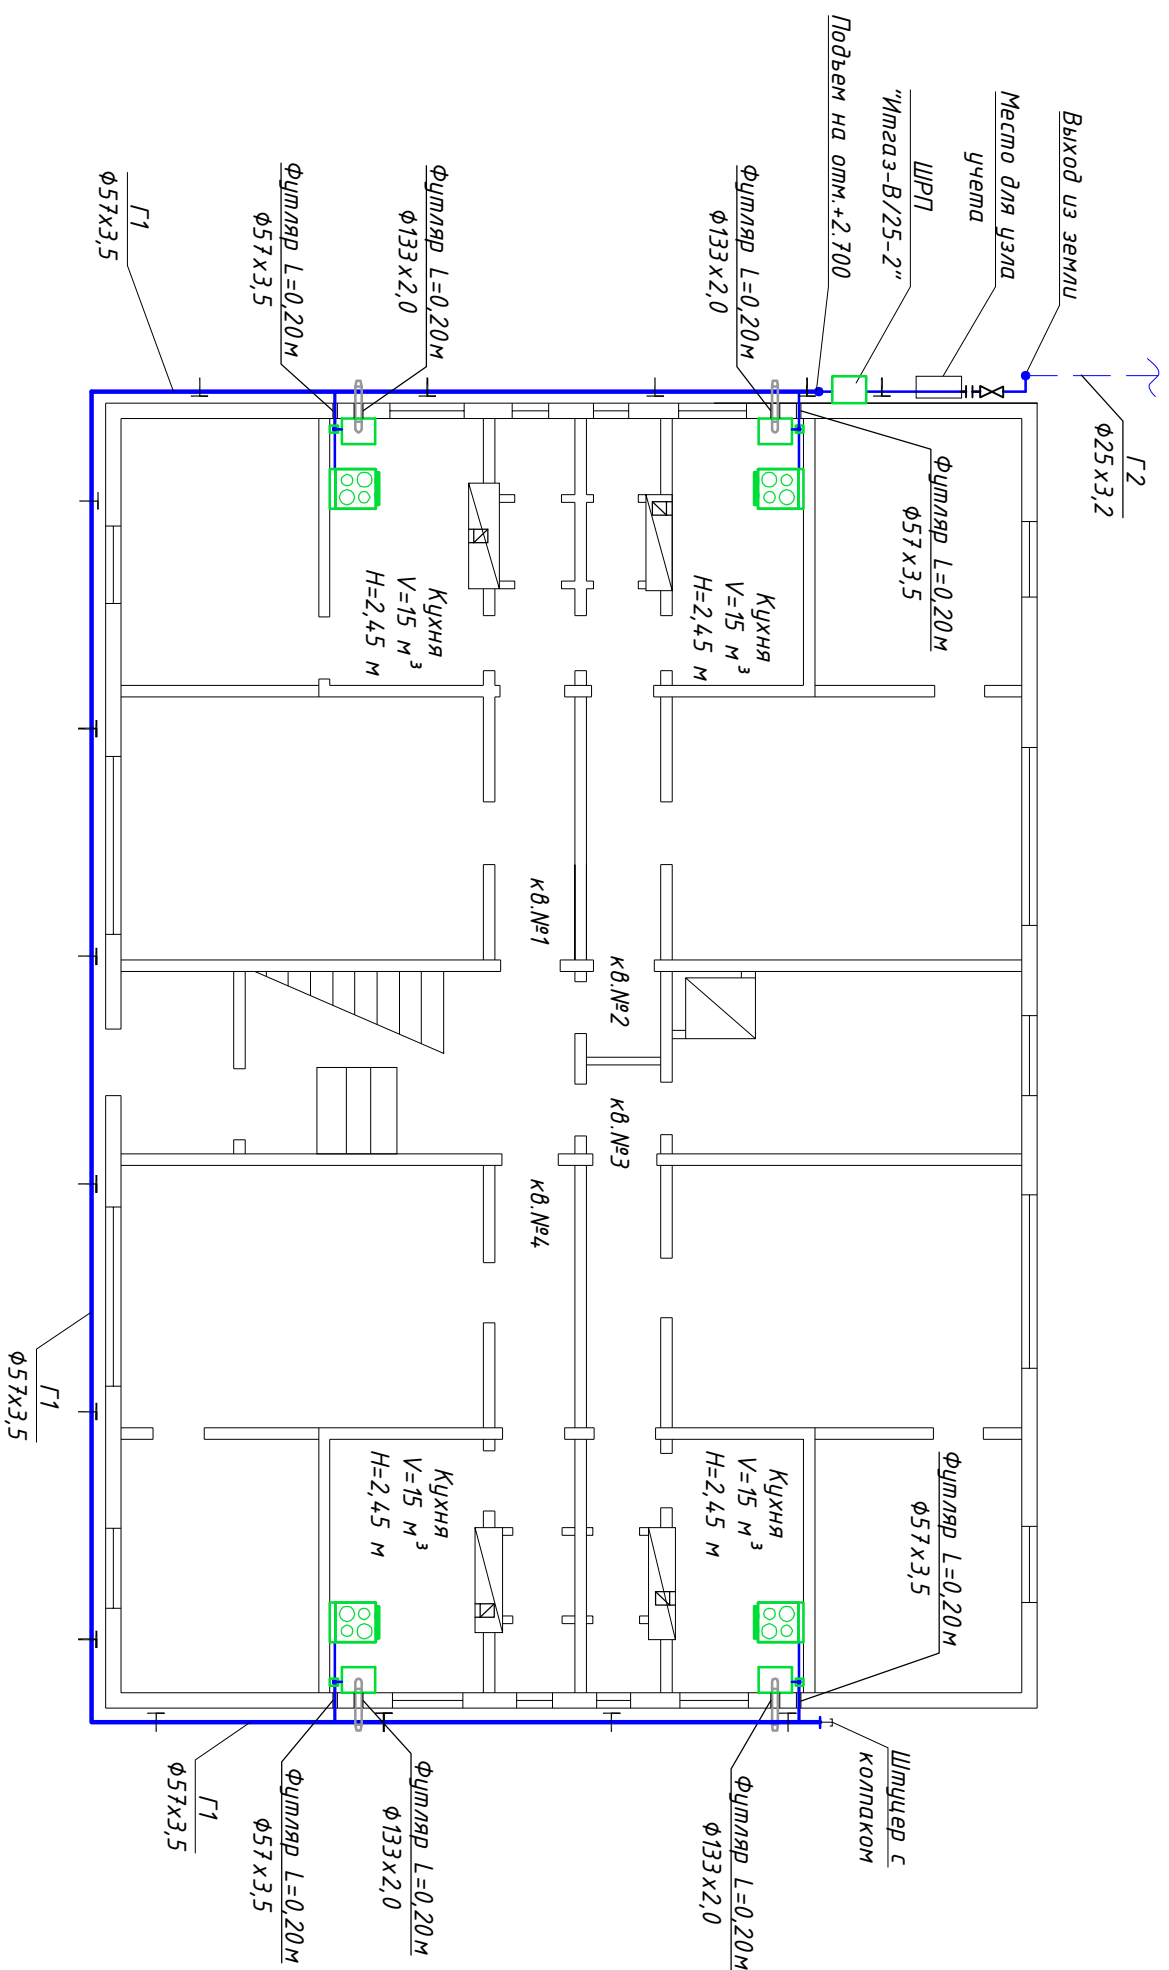 Выход из земли
Место для узла
учета
ШРП
"Итгаз-В/25-2"
Подъем на отм.+2.700
Г2
Ф25х3,2
Футляр L=0,20м
Ф57х3,5
Футляр L=0,20м
Ф133х2,0
Футляр L=0,20м
Ф133х2,0
Футляр L=0,20м
Ф57х3,5
Г1
Ф57х3,5
Кухня
V=15 м³
H=2,45 м
Кухня
V=15 м³
H=2,45 м
кв.№2
кв.№1
кв.№3
кв.№4
Г1
Ф57х3,5
Кухня
V=15 м³
H=2,45 м
Кухня
V=15 м³
H=2,45 м
Футляр L=0,20м
Ф57х3,5
Штуцер с
колпаком
Футляр L=0,20м
Ф133х2,0
Футляр L=0,20м
Ф133х2,0
Футляр L=0,20м
Ф57х3,5
Г1
Ф57х3,5